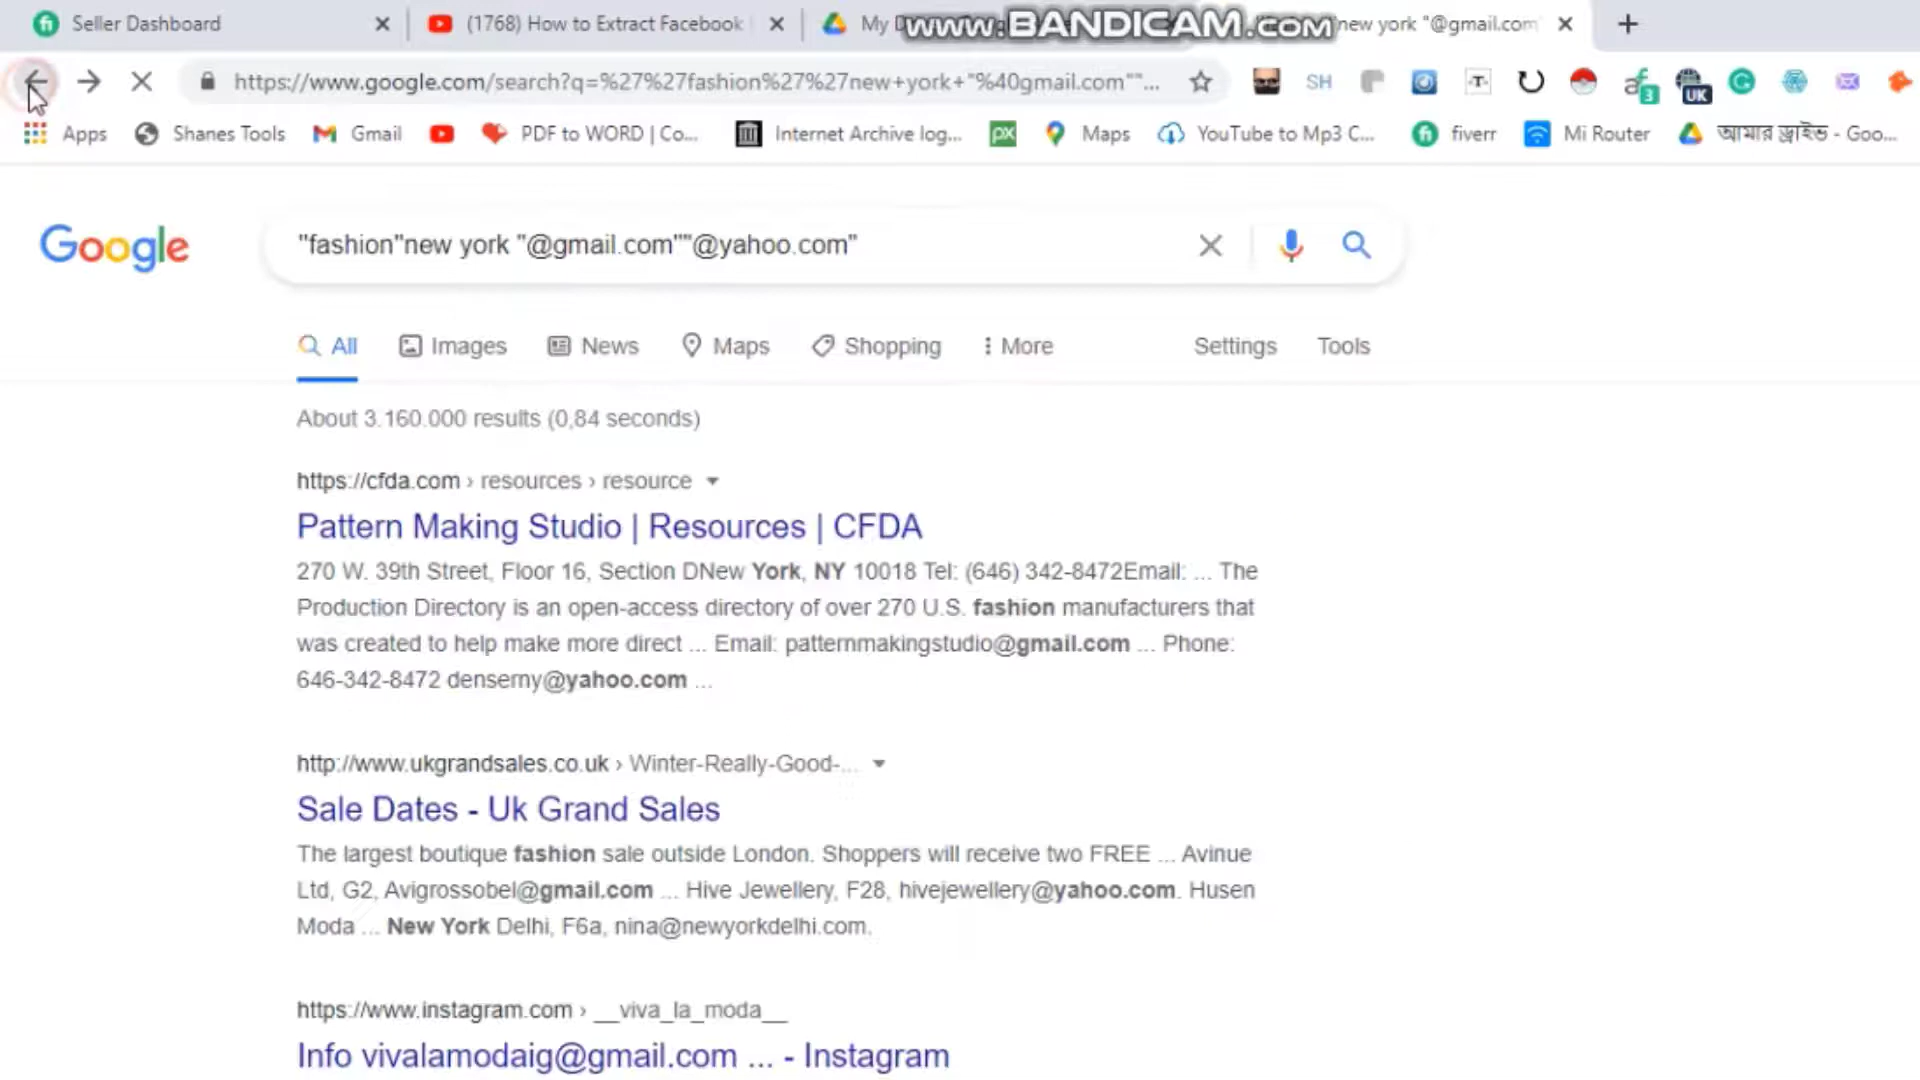 Seller Dashboard
(1768) How to Extract Facebook
My D
www.BANDICAM.com
new york "@gmail.com"
https://www.google.com/search?q=%27%27fashion%27%27new+york+"%40gmail.com""...
SH
-T-
3
UK
Apps
Shanes Tools
Gmail
PDF to WORD | Co...
Internet Archive log...
px
Maps
YouTube to Mp3 C...
fiverr
Mi Router
আমার ড্রাইভ - Goo...
Google
"fashion"new york "@gmail.com""@yahoo.com"
All
Images
News
Maps
Shopping
More
Settings
Tools
About 3.160.000 results (0,84 seconds)
https://cfda.com › resources › resource
Pattern Making Studio | Resources | CFDA
270 W. 39th Street, Floor 16, Section DNew York, NY 10018 Tel: (646) 342-8472Email: ... The
Production Directory is an open-access directory of over 270 U.S. fashion manufacturers that
was created to help make more direct ... Email: patternmakingstudio@gmail.com ... Phone:
646-342-8472 denserny@yahoo.com ...
http://www.ukgrandsales.co.uk › Winter-Really-Good-...
Sale Dates - Uk Grand Sales
The largest boutique fashion sale outside London. Shoppers will receive two FREE ... Avinue
Ltd, G2, Avigrossobel@gmail.com ... Hive Jewellery, F28, hivejewellery@yahoo.com. Husen
Moda ... New York Delhi, F6a, nina@newyorkdelhi.com.
https://www.instagram.com › __viva_la_moda__
Info vivalamodaig@gmail.com ... - Instagram